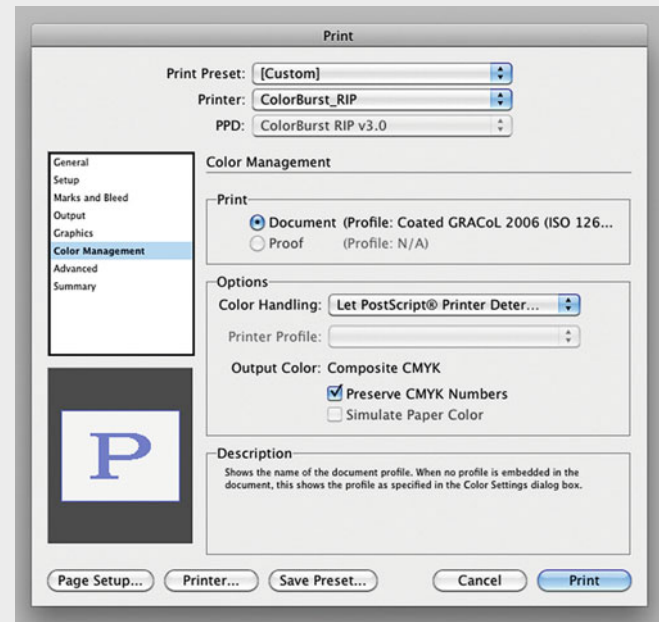 Print
Print Preset: [Custom]
Printer: ColorBurst_RIP
PPD: ColorBurst RIP v3.0
General
Setup
Marks and Bleed
Output
Graphics
Color Management
Advanced
Summary
P
Color Management
Print
Document (Profile: Coated GRACoL 2006 (ISO 126...
Proof (Profile: N/A)
Options
Color Handling: Let PostScript® Printer Deter...
Printer Profile:
Output Color: Composite CMYK
Preserve CMYK Numbers
Simulate Paper Color
Description
Shows the name of the document profile. When no profile is embedded in the
document, this shows the profile as specified in the Color Settings dialog box.
Page Setup... Printer... Save Preset... Cancel Print